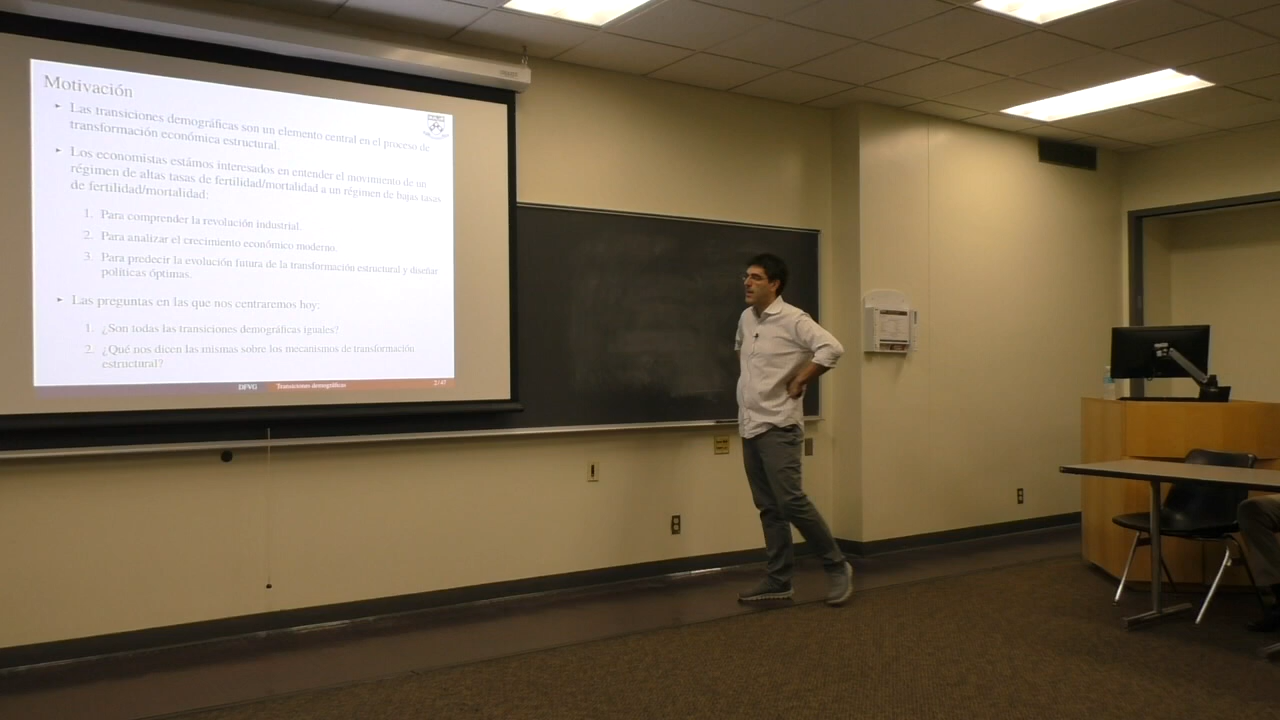 Motivación
Las transiciones demográficas son un elemento central en el proceso de
transformación económica estructural.
Los economistas estámos interesados en entender el movimiento de un
régimen de altas tasas de fertilidad/mortalidad a un régimen de bajas tasas
de fertilidad/mortalidad:
1. Para comprender la revolución industrial.
2. Para analizar el crecimiento económico moderno.
3. Para predecir la evolución futura de la transformación estructural y diseñar
políticas óptimas.
Las preguntas en las que nos centraremos hoy:
1. ¿Son todas las transiciones demográficas iguales?
2. ¿Qué nos dicen las mismas sobre los mecanismos de transformación
estructural?
DFVG Transiciones demográficas 2/47